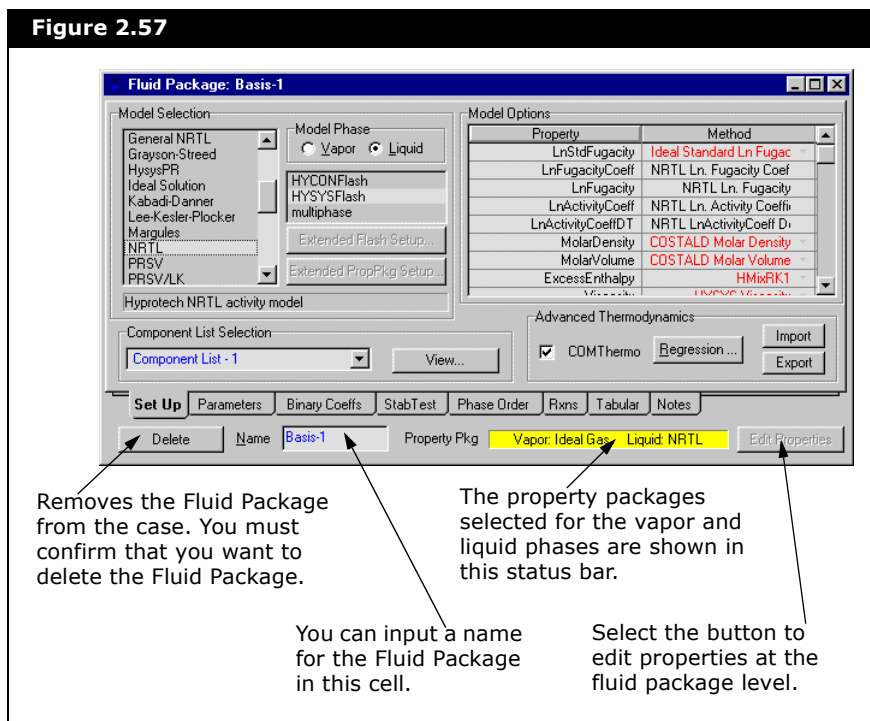 Figure 2.57
Fluid Package: Basis-1
Model Selection
General NRTL
Grayson-Streed
HysysPR
Ideal Solution
Kabadi-Danner
Lee-Kesler-Plocker
Margules
NRTL
PRSV
PRSV/LK
Hyprotech NRTL activity model
Model Phase
Vapor Liquid
HYCONFlash
HYSYSFlash
multiphase
Extended Flash Setup...
Extended PropPkg Setup...
Model Options
Property Method
LnStdFugacity Ideal Standard Ln Fugac
LnFugacityCoeff NRTL Ln. Fugacity Coef
LnFugacity NRTL Ln. Fugacity
LnActivityCoeff NRTL Ln. Activity Coeffi
LnActivityCoeffDT NRTL LnActivityCoeff D
MolarDensity COSTALD Molar Density
MolarVolume COSTALD Molar Volume
ExcessEnthalpy HMixRK1
Viscosity HYSYS Viscosity
Component List Selection
Component List - 1
View...
Advanced Thermodynamics
COMThermo
Regression ...
Import
Export
Set Up Parameters Binary Coeffs StabTest Phase Order Rxns Tabular Notes
Delete Name Basis-1 Property Pkg Vapor: Ideal Gas Liquid: NRTL Edit Properties
Removes the Fluid Package
from the case. You must
confirm that you want to
delete the Fluid Package.
The property packages
selected for the vapor and
liquid phases are shown in
this status bar.
You can input a name
for the Fluid Package
in this cell.
Select the button to
edit properties at the
fluid package level.